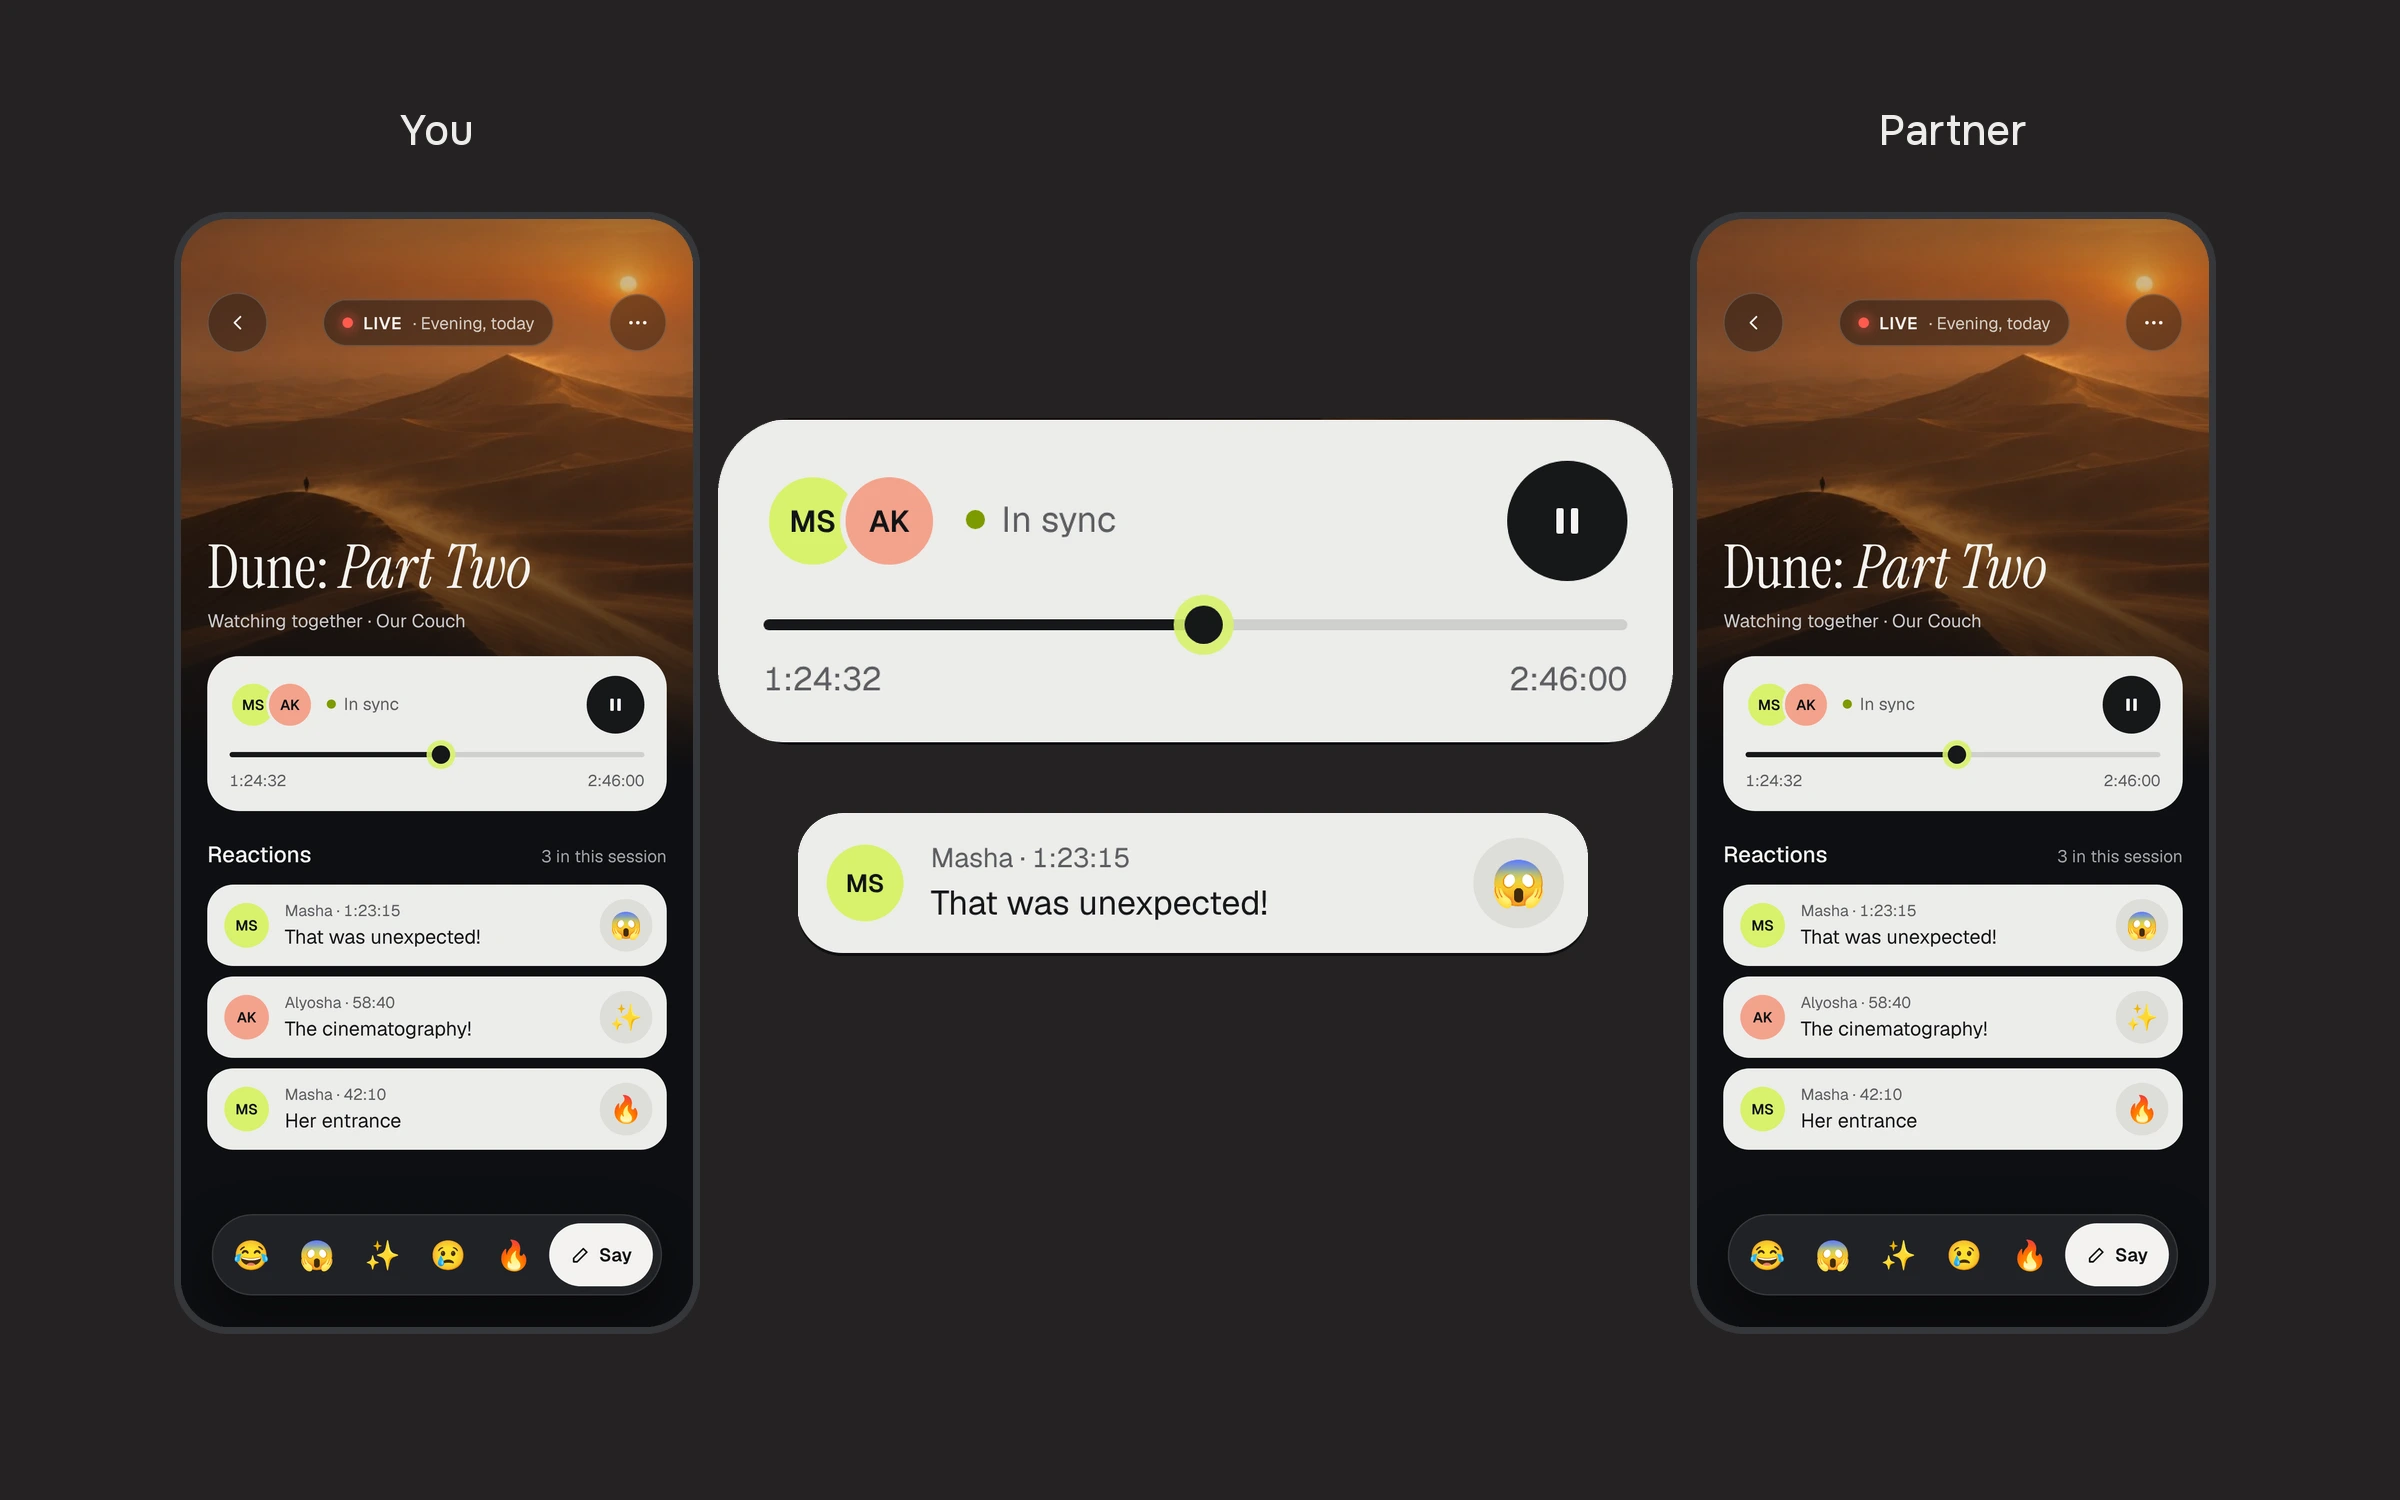 You
Partner
LIVE · Evening, today
Dune: Part Two
Watching together · Our Couch
MS AK In sync
1:24:32 2:46:00
Reactions 3 in this session
MS Masha · 1:23:15
That was unexpected! 😱
AK Alyosha · 58:40
The cinematography! ✨
MS Masha · 42:10
Her entrance 🔥
😂 😱 ✨ 😢 🔥 Say
MS AK In sync
1:24:32 2:46:00
MS Masha · 1:23:15
That was unexpected! 😱
LIVE · Evening, today
Dune: Part Two
Watching together · Our Couch
MS AK In sync
1:24:32 2:46:00
Reactions 3 in this session
MS Masha · 1:23:15
That was unexpected! 😱
AK Alyosha · 58:40
The cinematography! ✨
MS Masha · 42:10
Her entrance 🔥
😂 😱 ✨ 😢 🔥 Say